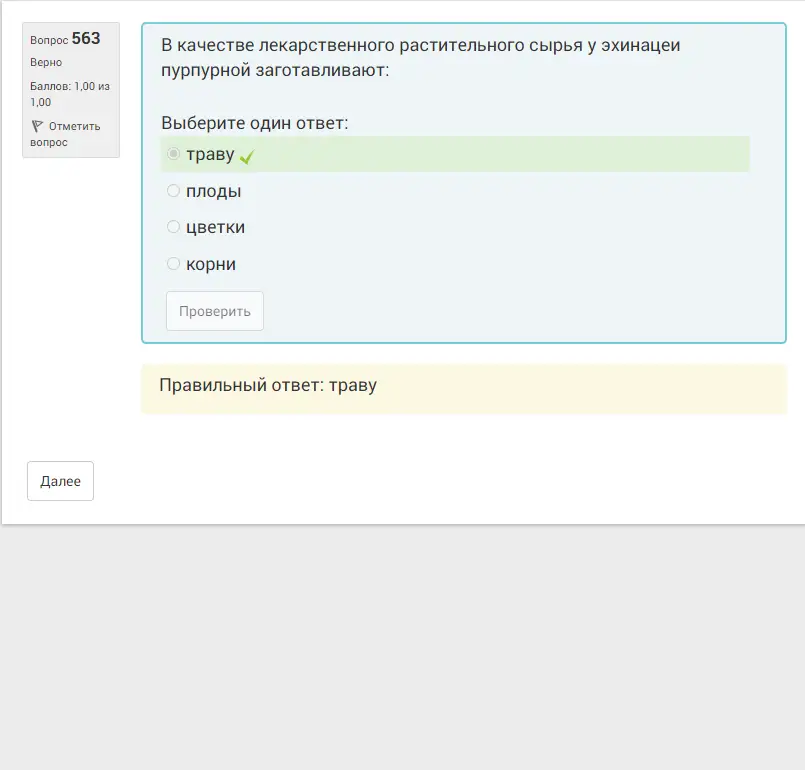 Вопрос 563
Верно
Баллов: 1,00 из
1,00
Отметить
вопрос
В качестве лекарственного растительного сырья у эхинацеи
пурпурной заготавливают:
Выберите один ответ:
траву
плоды
цветки
корни
Проверить
Правильный ответ: траву
Далее